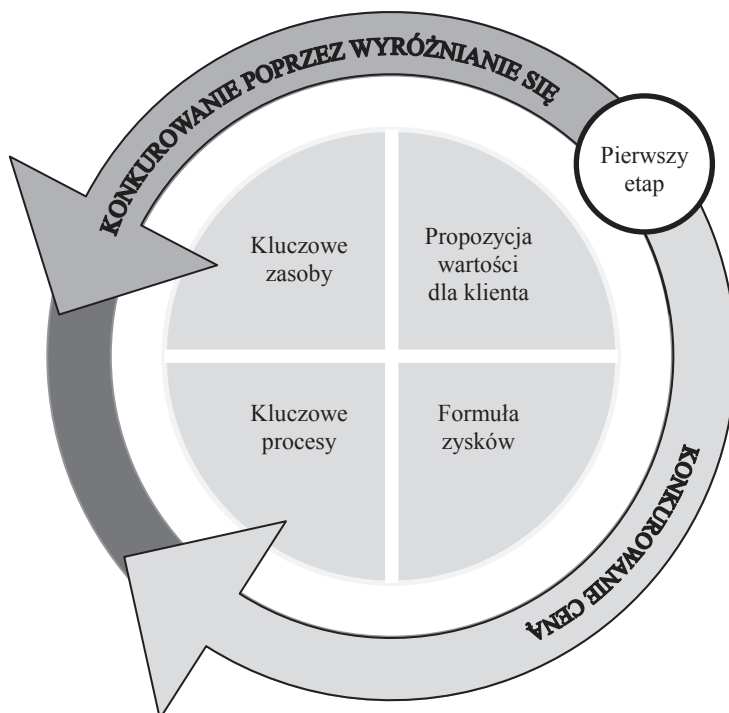 KONKUROWANIE POPRZEZ WYRÓŻNIANIE SIĘ
Pierwszy
etap
Kluczowe
zasoby
Propozycja
wartości
dla klienta
Kluczowe
procesy
Formuła
zysków
KONKUROWANIE CENĄ